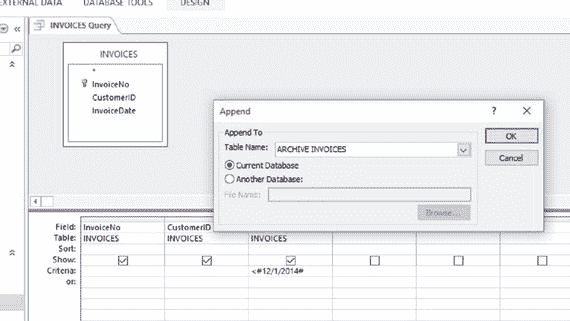 EXTERNAL DATA DATABASE TOOLS DESIGN
INVOICES Query
INVOICES
*
InvoiceNo
CustomerID
InvoiceDate
Append
? ×
Append To
Table Name: ARCHIVE INVOICES
OK
Current Database
Cancel
Another Database:
File Name:
Browse...
Field: InvoiceNo CustomerID
Table: INVOICES INVOICES INVOICES
Sort:
Show:
Criteria: <#12/1/2014#
or: